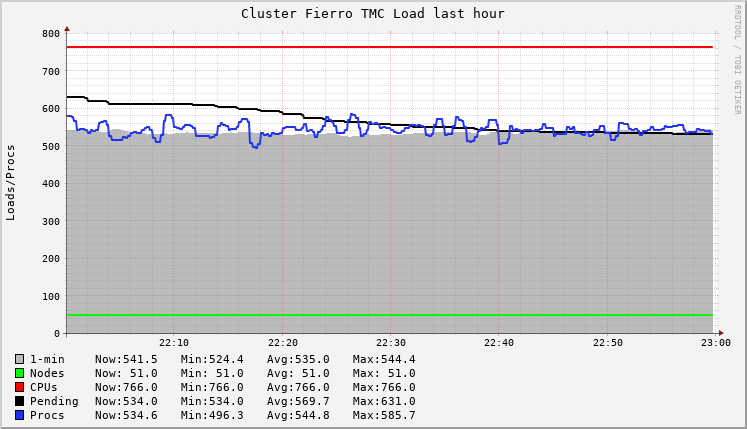 Cluster Fierro TMC Load last hour
RRDTOOL / TOBI OETIKER
Loads/Procs
800
700
600
500
400
300
200
100
0
22:10 22:20 22:30 22:40 22:50 23:00
1-min Now:541.5 Min:524.4 Avg:535.0 Max:544.4
Nodes Now: 51.0 Min: 51.0 Avg: 51.0 Max: 51.0
CPUs Now:766.0 Min:766.0 Avg:766.0 Max:766.0
Pending Now:534.0 Min:534.0 Avg:569.7 Max:631.0
Procs Now:534.6 Min:496.3 Avg:544.8 Max:585.7